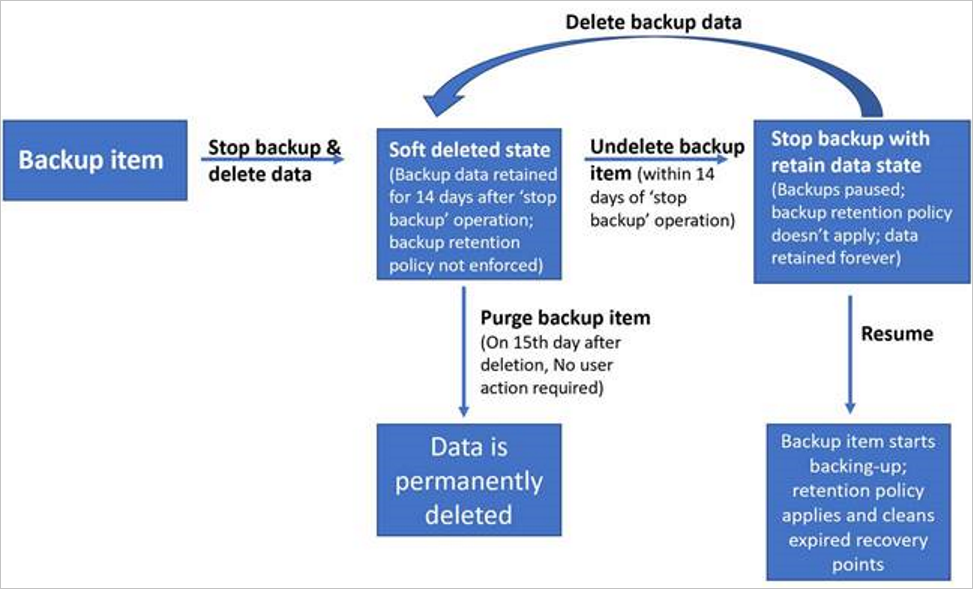 Delete backup data
Backup item
Stop backup &
delete data
Soft deleted state
(Backup data retained
for 14 days after ‘stop
backup’ operation;
backup retention
policy not enforced)
Undelete backup
item (within 14
days of ‘stop
backup’ operation)
Stop backup with
retain data state
(Backups paused;
backup retention policy
doesn’t apply; data
retained forever)
Purge backup item
(On 15th day after
deletion, No user
action required)
Resume
Data is
permanently
deleted
Backup item starts
backing-up;
retention policy
applies and cleans
expired recovery
points